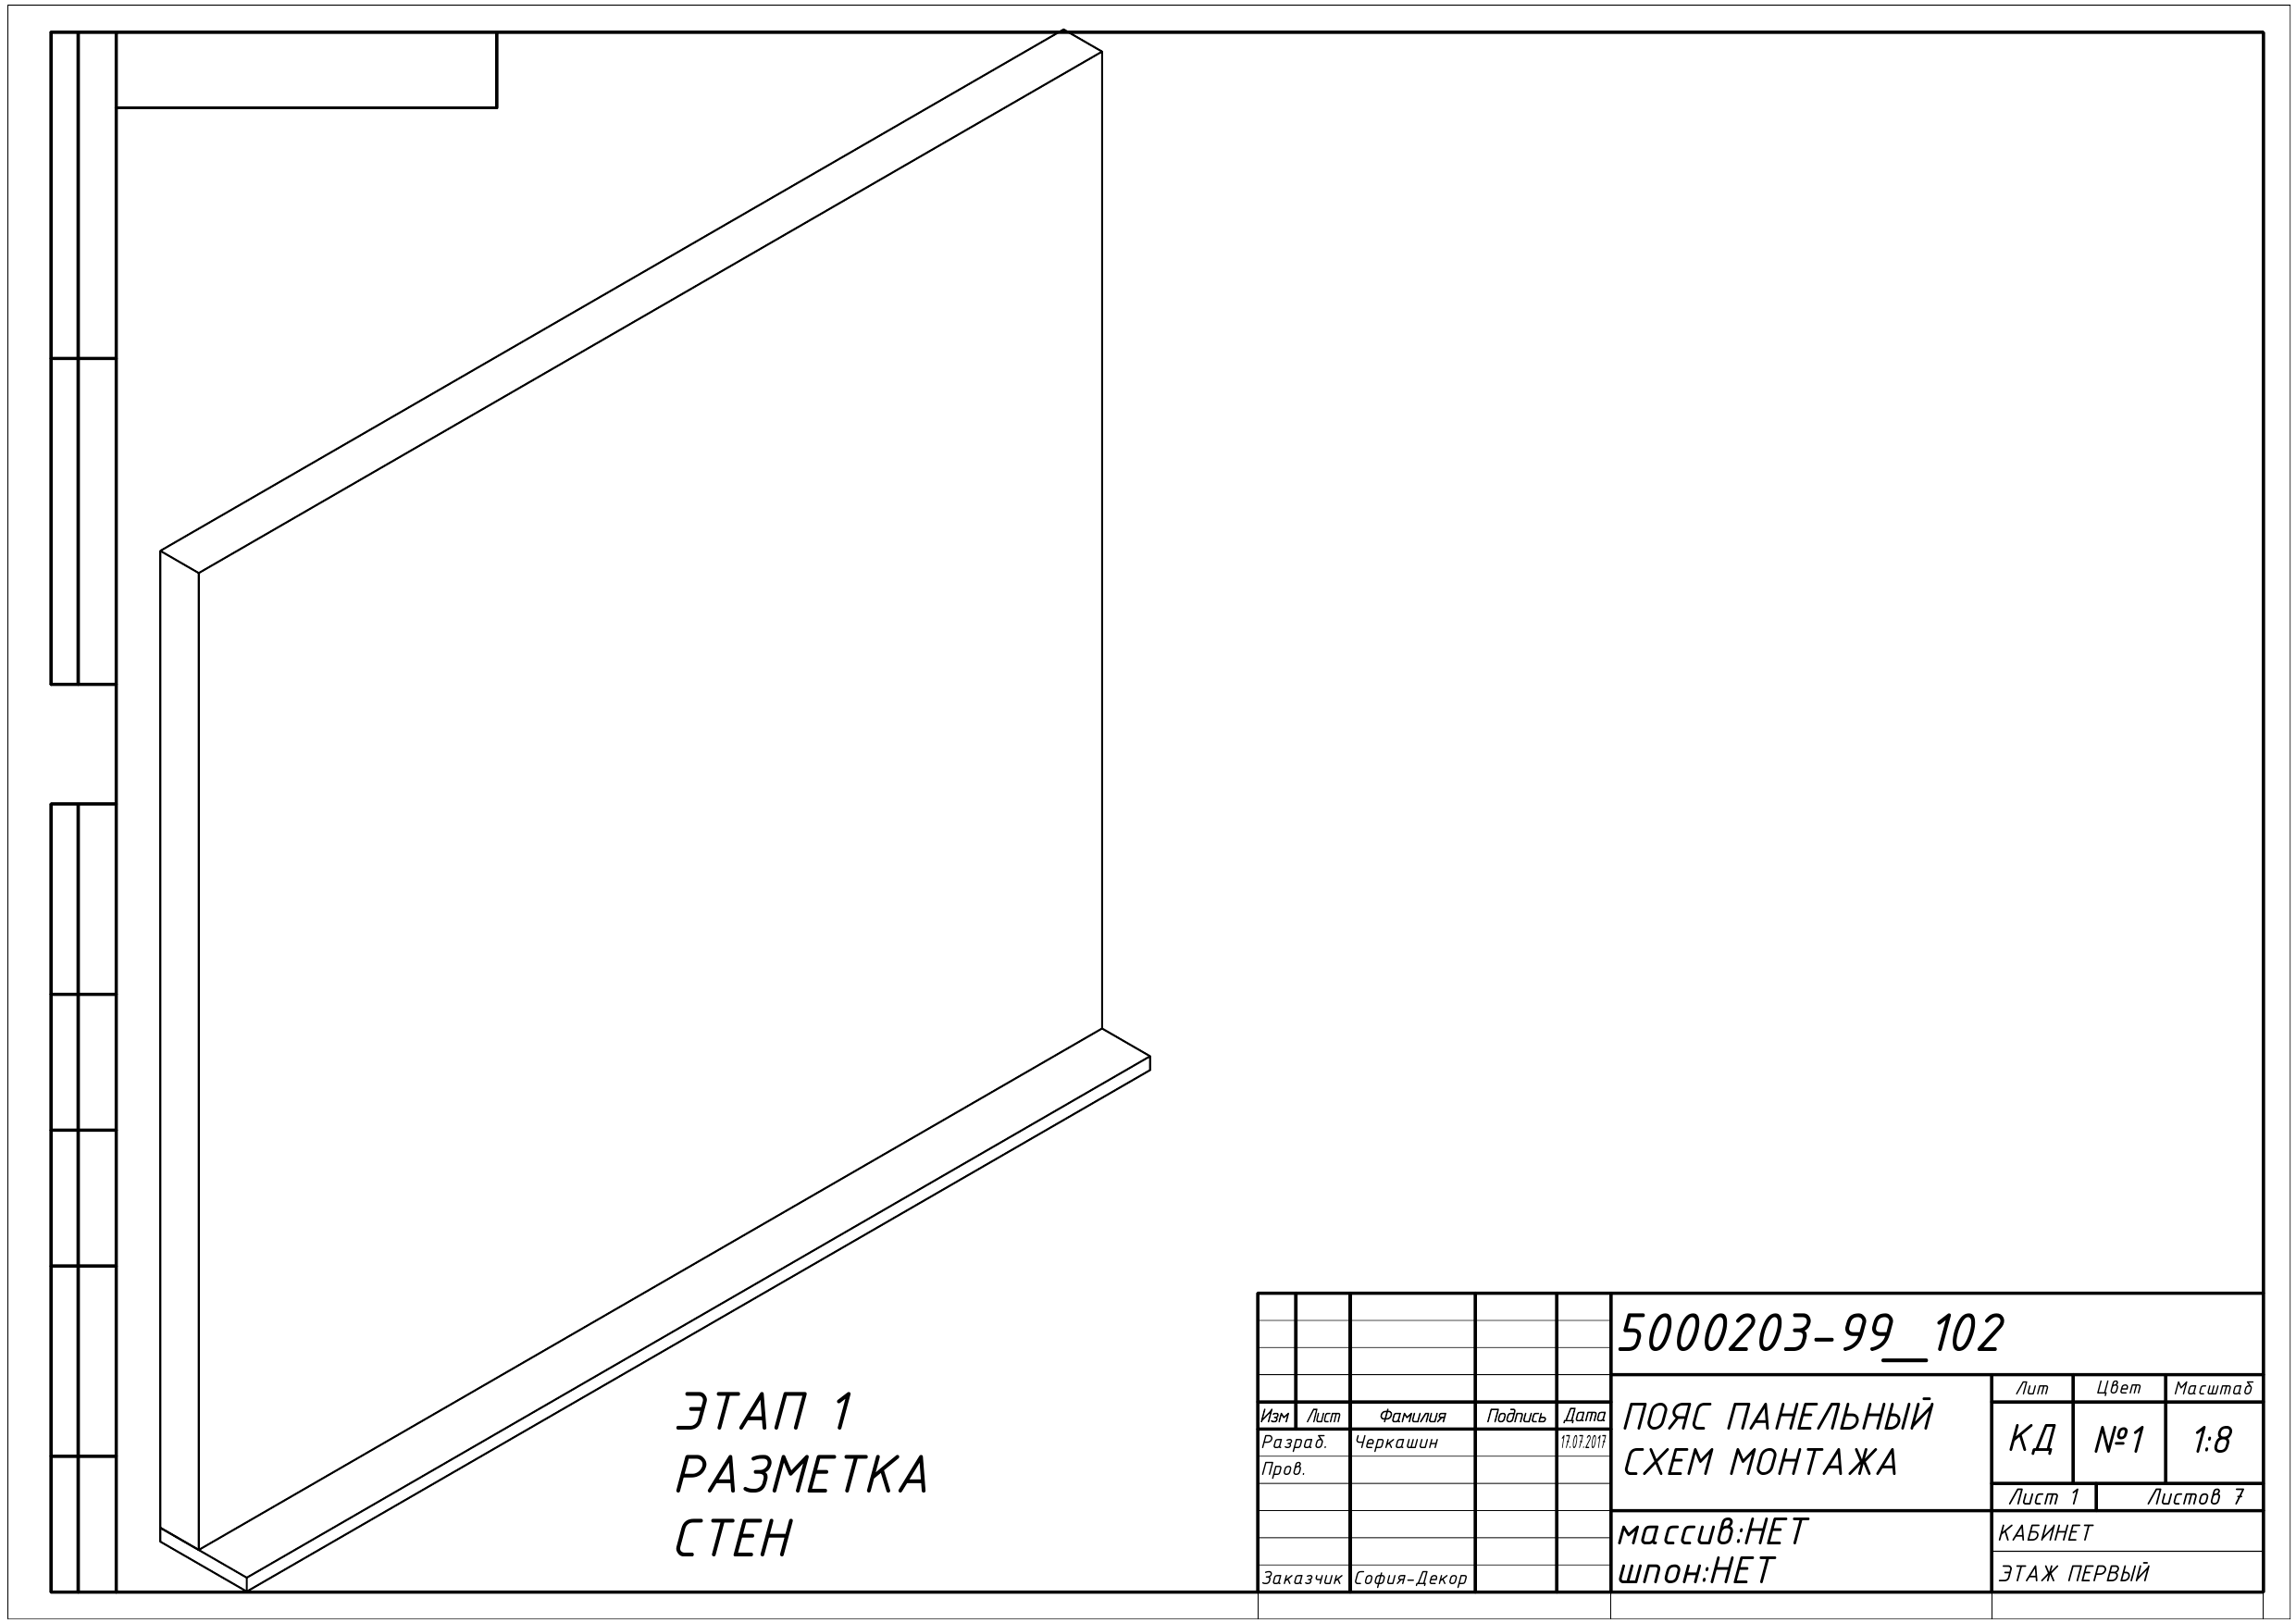 ЭТАП 1
РАЗМЕТКА
СТЕН
5000203-99_102
ПОЯС ПАНЕЛЬНЫЙ
СХЕМ МОНТАЖА
Лит Цвет Масштаб
КД №1 1:8
Лист 1 Листов 7
Изм Лист Фамилия Подпись Дата
Разраб. Черкашин 17.07.2017
Пров.
Заказчик София-Декор
массив:НЕТ
шпон:НЕТ
КАБИНЕТ
ЭТАЖ ПЕРВЫЙ